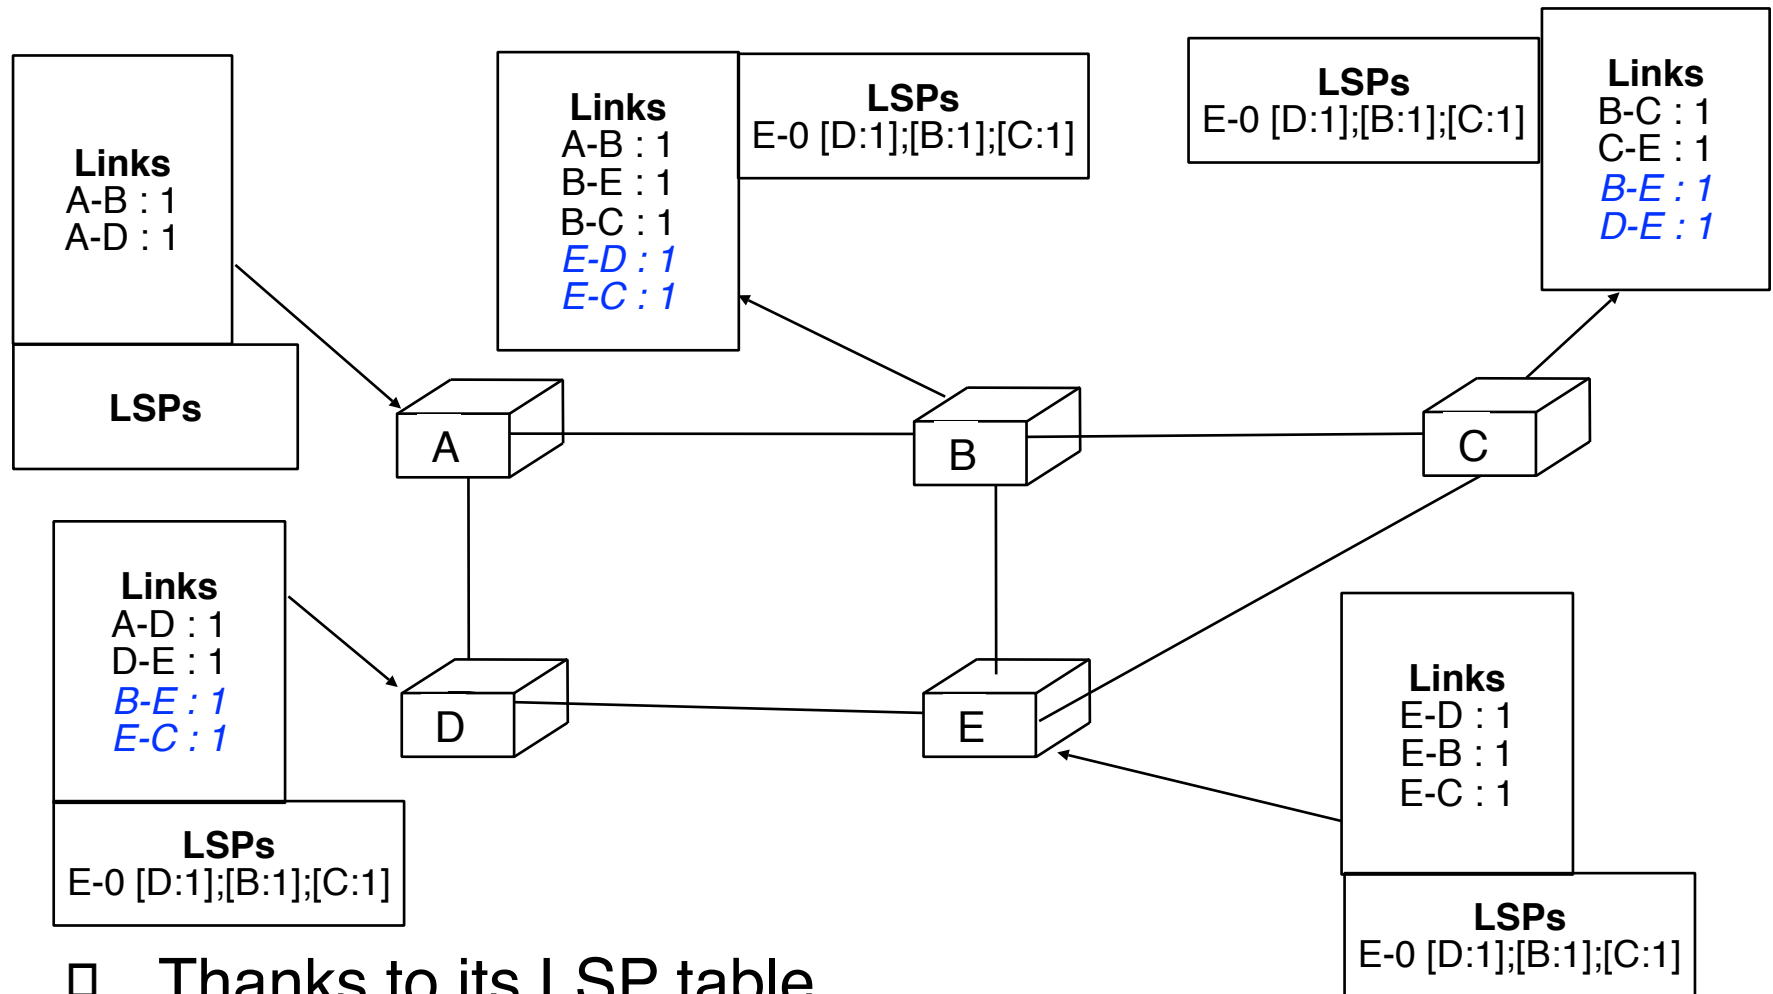 Links
A-B : 1
A-D : 1
LSPs
Links
A-B : 1
B-E : 1
B-C : 1
E-D : 1
E-C : 1
LSPs
E-0 [D:1];[B:1];[C:1]
LSPs
E-0 [D:1];[B:1];[C:1]
Links
B-C : 1
C-E : 1
B-E : 1
D-E : 1
A
B
C
Links
A-D : 1
D-E : 1
B-E : 1
E-C : 1
LSPs
E-0 [D:1];[B:1];[C:1]
D
E
Links
E-D : 1
E-B : 1
E-C : 1
LSPs
E-0 [D:1];[B:1];[C:1]
Thanks to its LSP table